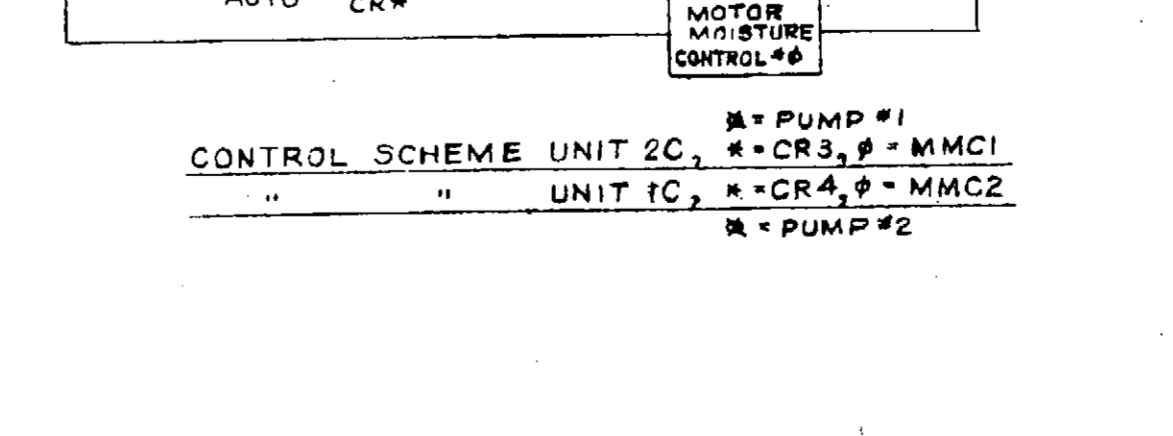 AUTO CR*
MOTOR
MOISTURE
CONTROL #ϕ
= PUMP #1
CONTROL SCHEME UNIT 2C, * = CR3, ϕ = MMC1
" " UNIT 1C, * = CR4, ϕ = MMC2
= PUMP #2